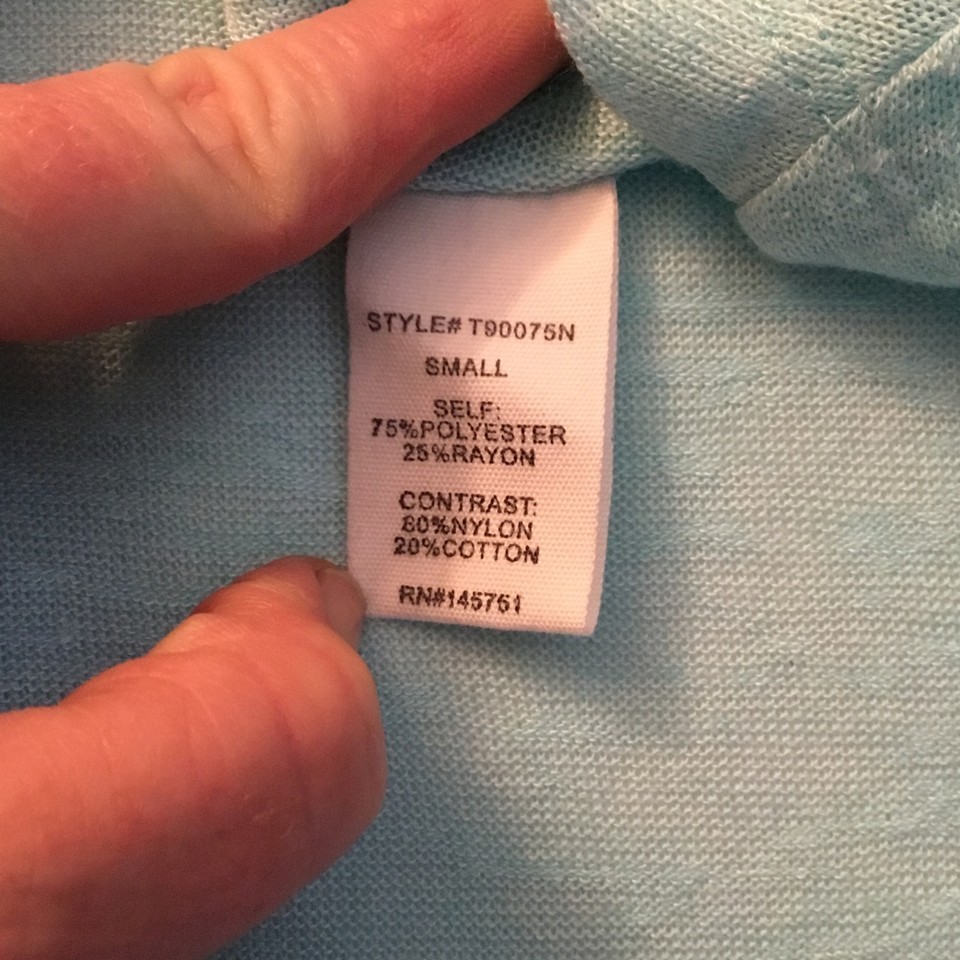 STYLE# T90075N
SMALL
SELF:
75%POLYESTER
25%RAYON
CONTRAST:
80%NYLON
20%COTTON
RN#145751